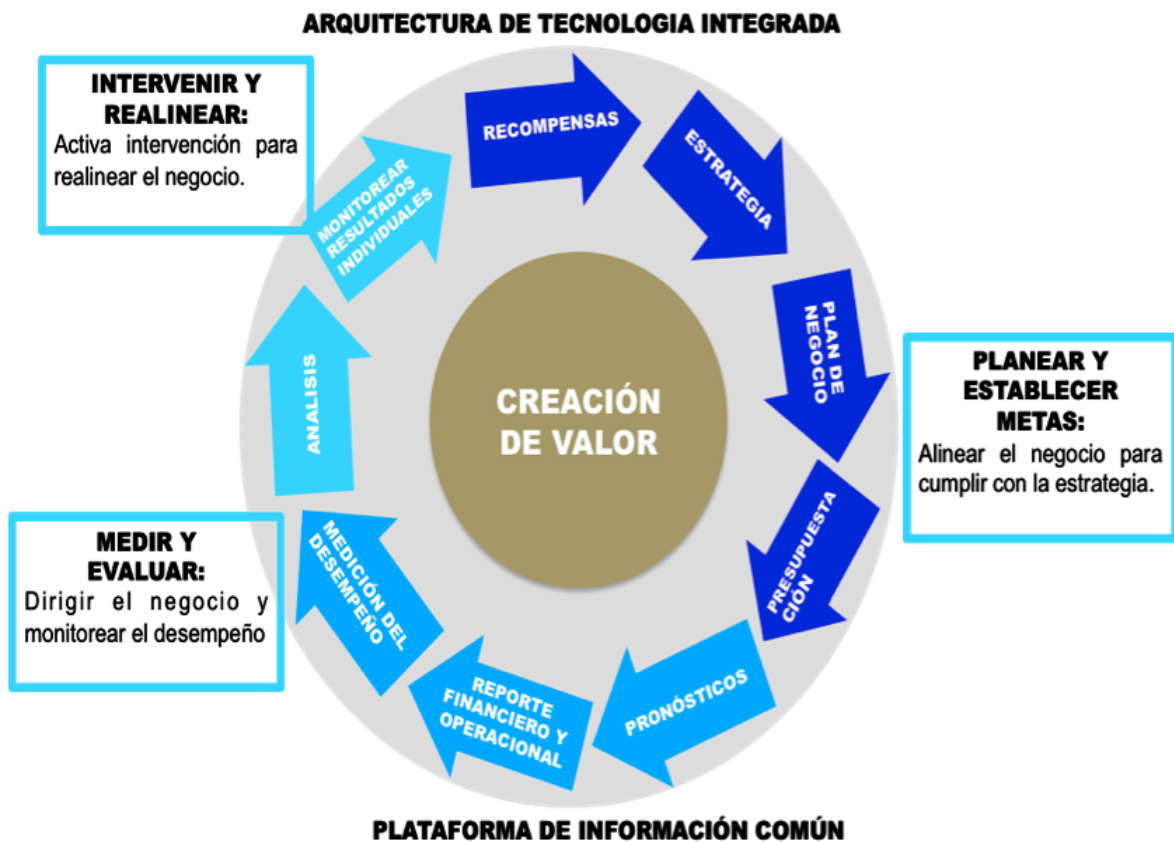 ARQUITECTURA DE TECNOLOGIA INTEGRADA
INTERVENIR Y
REALINEAR:
Activa intervención para
realinear el negocio.
RECOMPENSAS
ESTRATEGIA
PLAN DE
NEGOCIO
PLANEAR Y
ESTABLECER
METAS:
Alinear el negocio para
cumplir con la estrategia.
PRESUPUESTA
CIÓN
PRONÓSTICOS
REPORTE
FINANCIERO Y
OPERACIONAL
MEDICIÓN DEL
DESEMPEÑO
MEDIR Y
EVALUAR:
Dirigir el negocio y
monitorear el desempeño
ANALISIS
MONITOREAR
RESULTADOS
INDIVIDUALES
CREACIÓN
DE VALOR
PLATAFORMA DE INFORMACIÓN COMÚN